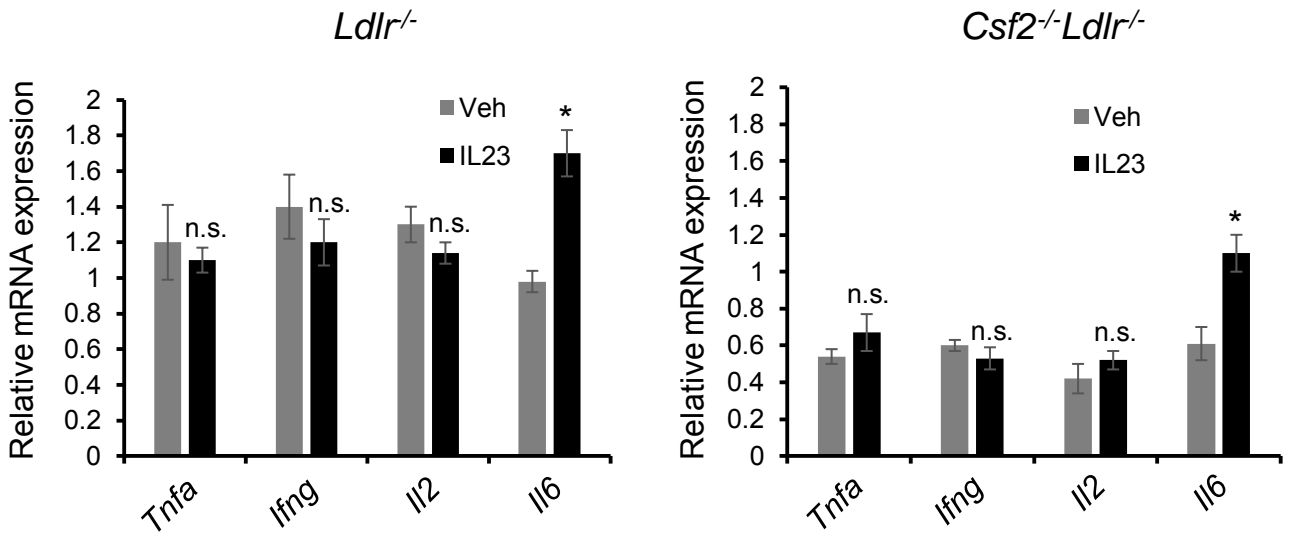 Ldlr-/-
Relative mRNA expression
2
1.8
1.6
1.4
1.2
1
0.8
0.6
0.4
0.2
0
Veh
IL23
n.s.
n.s.
n.s.
*
Tnfa
Ifng
Il2
Il6
Csf2-/-Ldlr-/-
Relative mRNA expression
2
1.8
1.6
1.4
1.2
1
0.8
0.6
0.4
0.2
0
Veh
IL23
n.s.
n.s.
n.s.
*
Tnfa
Ifng
Il2
Il6